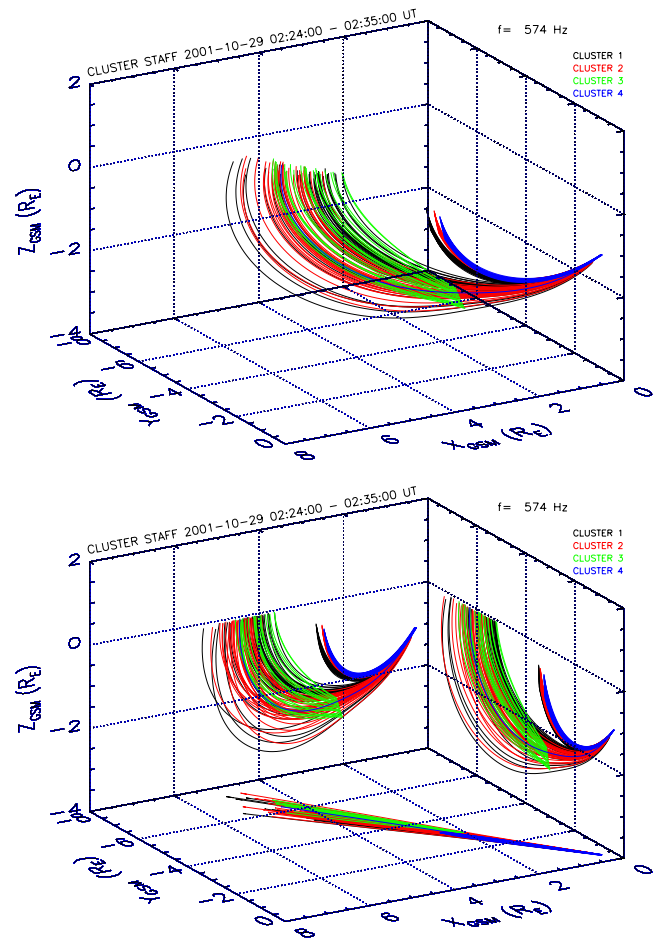 CLUSTER STAFF 2001-10-29 02:24:00 - 02:35:00 UT
f= 574 Hz
CLUSTER 1
CLUSTER 2
CLUSTER 3
CLUSTER 4
2
0
-2
-4
Z_GSM (R_E)
-8
-6
-4
-2
0
Y_GSM (R_E)
8
6
4
2
0
X_GSM (R_E)
CLUSTER STAFF 2001-10-29 02:24:00 - 02:35:00 UT
f= 574 Hz
CLUSTER 1
CLUSTER 2
CLUSTER 3
CLUSTER 4
2
0
-2
-4
Z_GSM (R_E)
-8
-6
-4
-2
0
Y_GSM (R_E)
8
6
4
2
0
X_GSM (R_E)